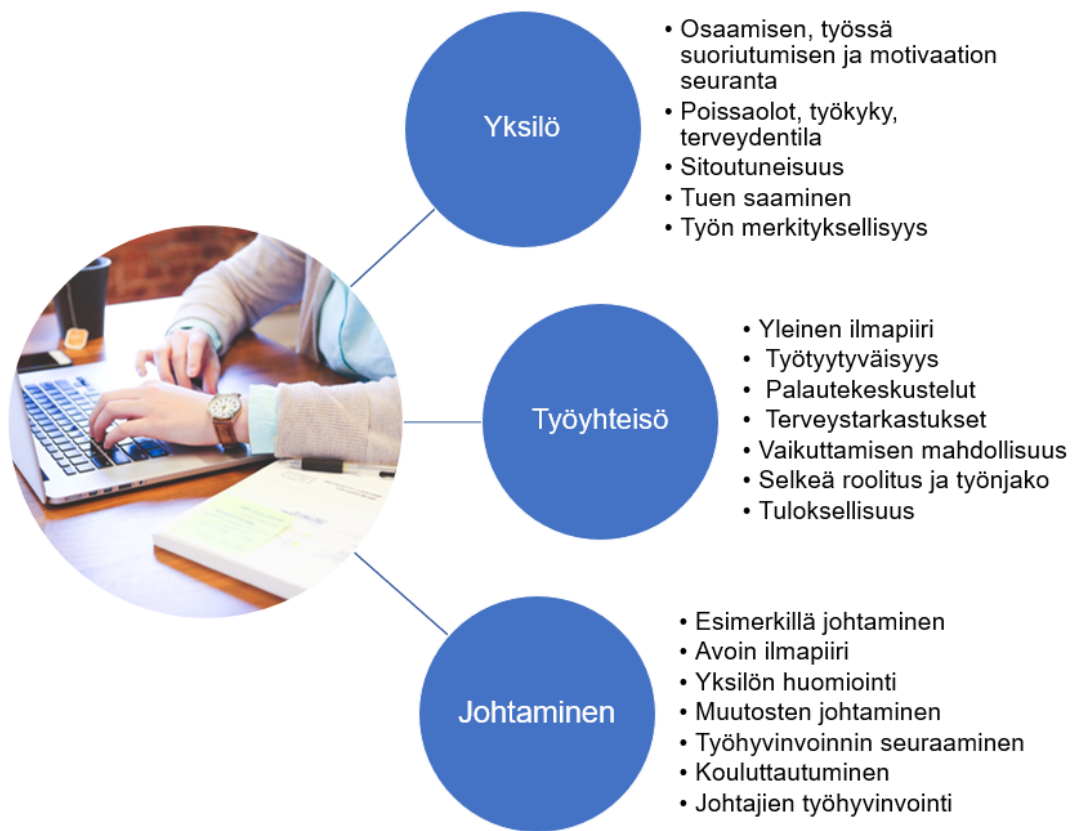 Yksilö
• Osaamisen, työssä
suoriutumisen ja motivaation
seuranta
• Poissaolot, työkyky,
terveydentila
• Sitoutuneisuus
• Tuen saaminen
• Työn merkityksellisyys
Työyhteisö
• Yleinen ilmapiiri
• Työtyytyväisyys
• Palautekeskustelut
• Terveystarkastukset
• Vaikuttamisen mahdollisuus
• Selkeä roolitus ja työnjako
• Tuloksellisuus
Johtaminen
• Esimerkillä johtaminen
• Avoin ilmapiiri
• Yksilön huomiointi
• Muutosten johtaminen
• Työhyvinvoinnin seuraaminen
• Kouluttautuminen
• Johtajien työhyvinvointi